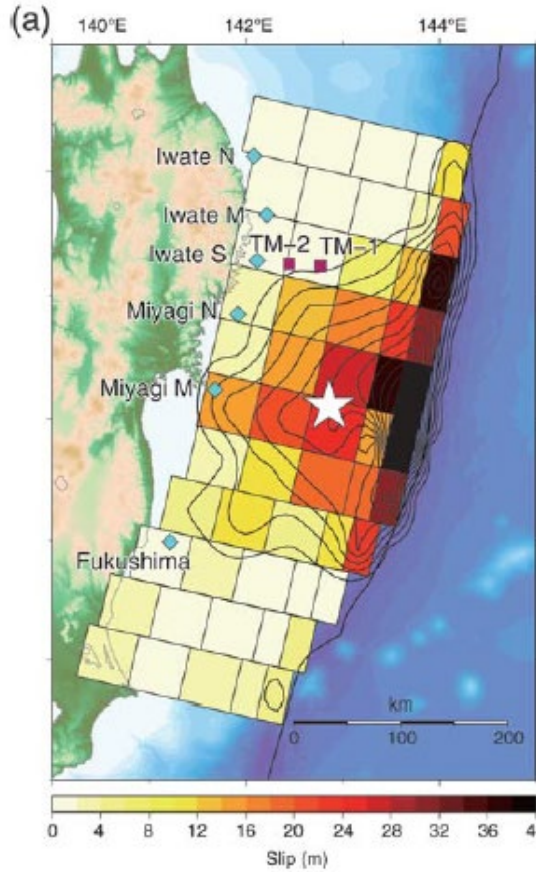 (a)
140°E 142°E 144°E
Iwate N
Iwate M
TM-2 TM-1
Iwate S
Miyagi N
Miyagi M
Fukushima
km
0 100 200
0 4 8 12 16 20 24 28 32 36 4
Slip (m)